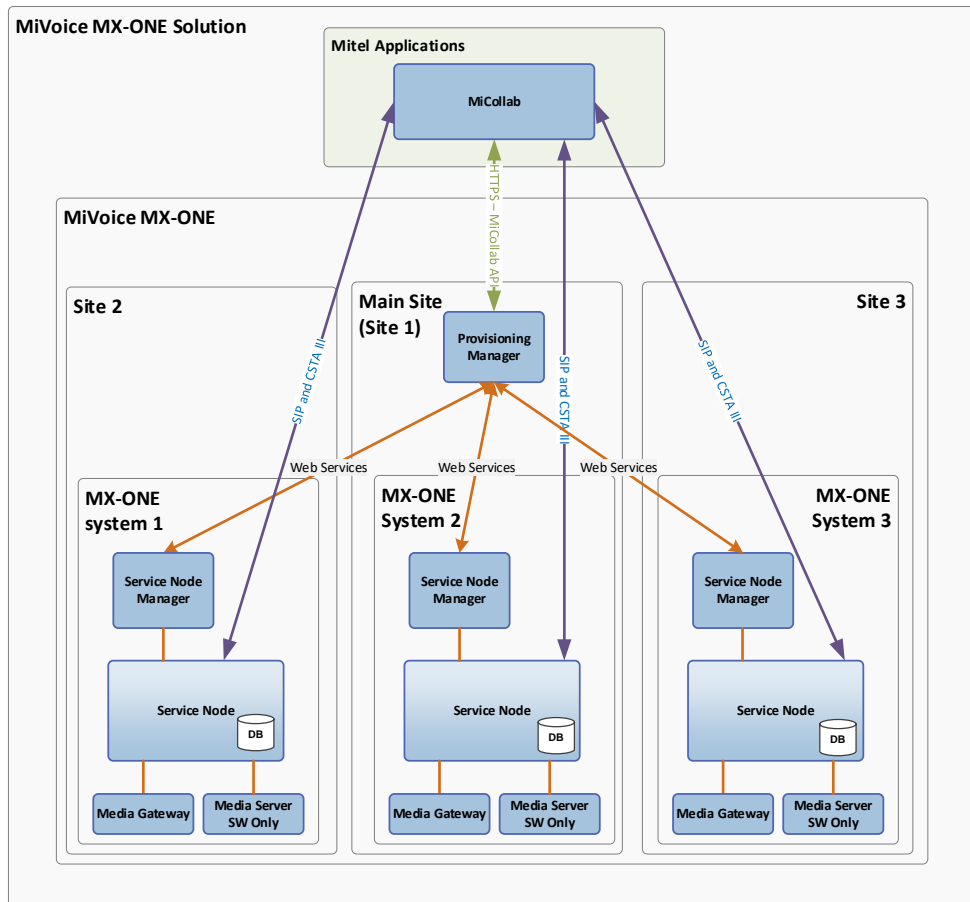 MiVoice MX-ONE Solution
Mitel Applications
MiCollab
HTTPS – MiCollab API
MiVoice MX-ONE
Site 2
Main Site
(Site 1)
Site 3
Provisioning
Manager
SIP and CSTA III
SIP and CSTA III
SIP and CSTA III
Web Services
Web Services
Web Services
MX-ONE
system 1
MX-ONE
System 2
MX-ONE
System 3
Service Node
Manager
Service Node
Manager
Service Node
Manager
Service Node
DB
Service Node
DB
Service Node
DB
Media Gateway
Media Server
SW Only
Media Gateway
Media Server
SW Only
Media Gateway
Media Server
SW Only